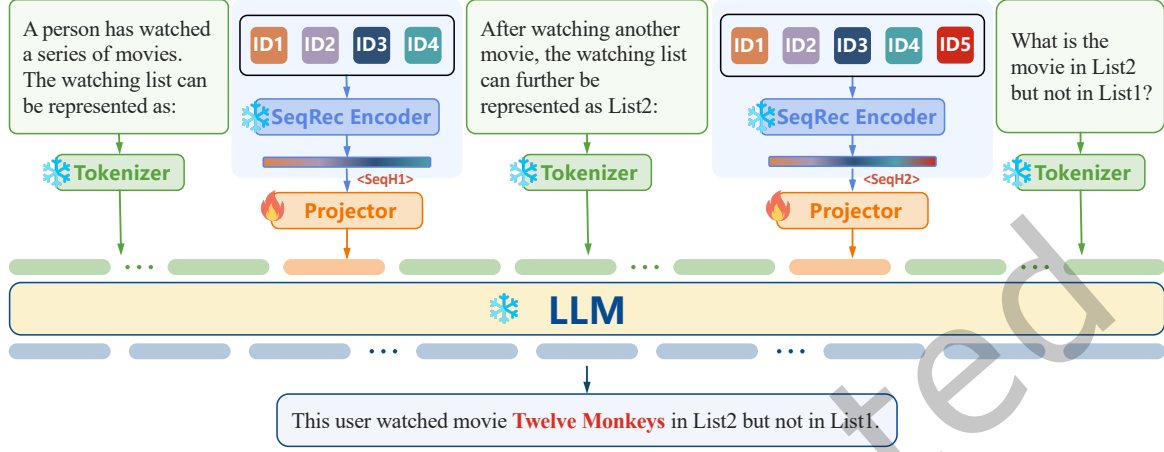 A person has watched
a series of movies.
The watching list can
be represented as:
ID1 ID2 ID3 ID4
After watching another
movie, the watching list
can further be
represented as List2:
ID1 ID2 ID3 ID4 ID5
What is the
movie in List2
but not in List1?
SeqRec Encoder
SeqRec Encoder
Tokenizer
<SeqH1>
Tokenizer
<SeqH2>
Tokenizer
Projector
Projector
...
...
...
LLM
...
...
This user watched movie Twelve Monkeys in List2 but not in List1.
ted